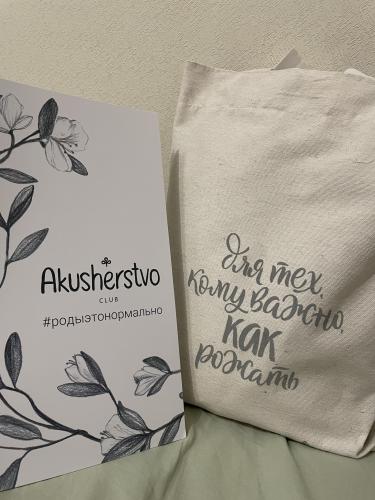 Akusherstvo
CLUB
#родыэтонормально
для тех,
кому важно,
как
рожать